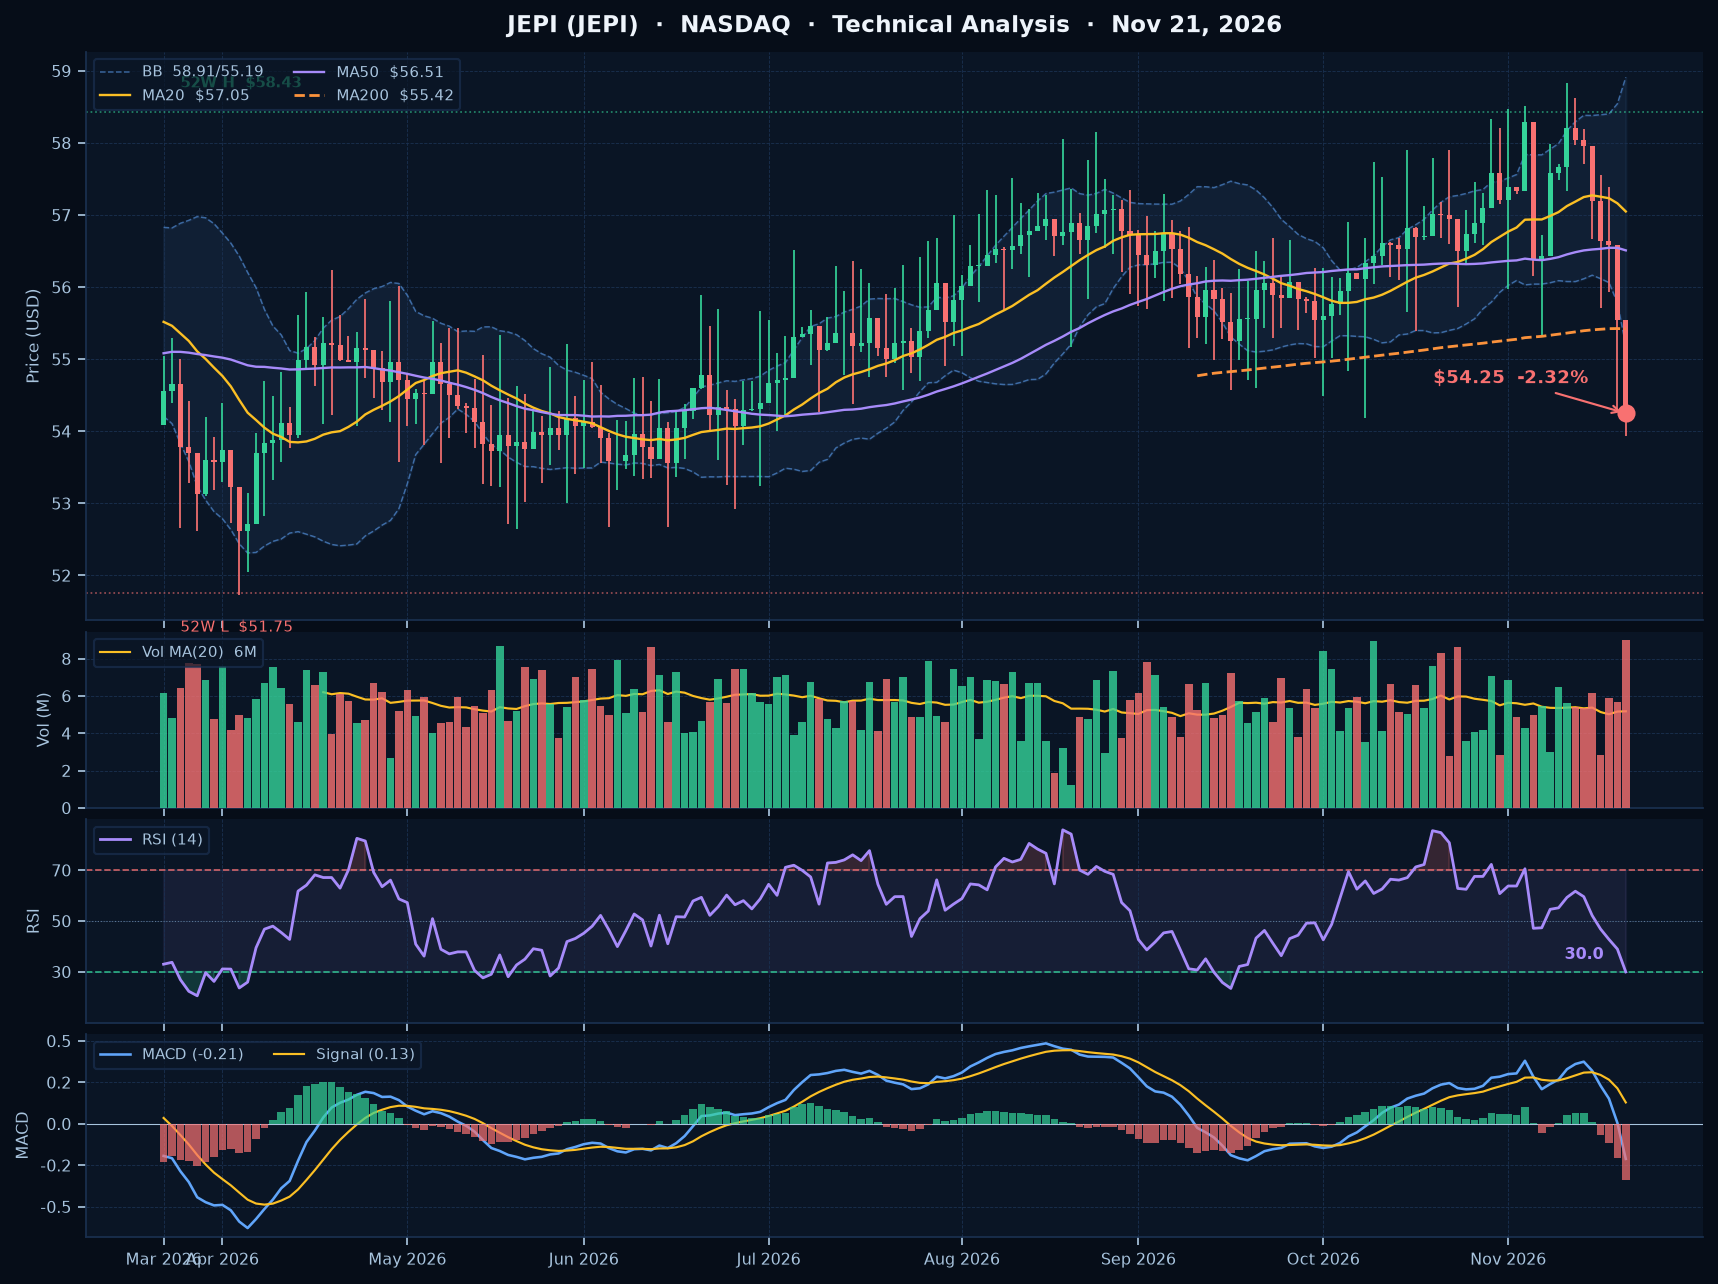 JEPI (JEPI)  ·  NASDAQ  ·  Technical Analysis  ·  Nov 21, 2026
BB  58.91/55.19
MA50  $56.51
MA20  $57.05
MA200  $55.42
52W H  $58.43
59
58
57
56
55
54
53
52
Price (USD)
$54.25  -2.32%
52W L  $51.75
Vol MA(20)  6M
8
6
4
2
0
Vol (M)
RSI (14)
70
50
30
RSI
30.0
MACD (-0.21)
Signal (0.13)
0.5
0.2
0.0
-0.2
-0.5
MACD
Mar 2026
Apr 2026
May 2026
Jun 2026
Jul 2026
Aug 2026
Sep 2026
Oct 2026
Nov 2026